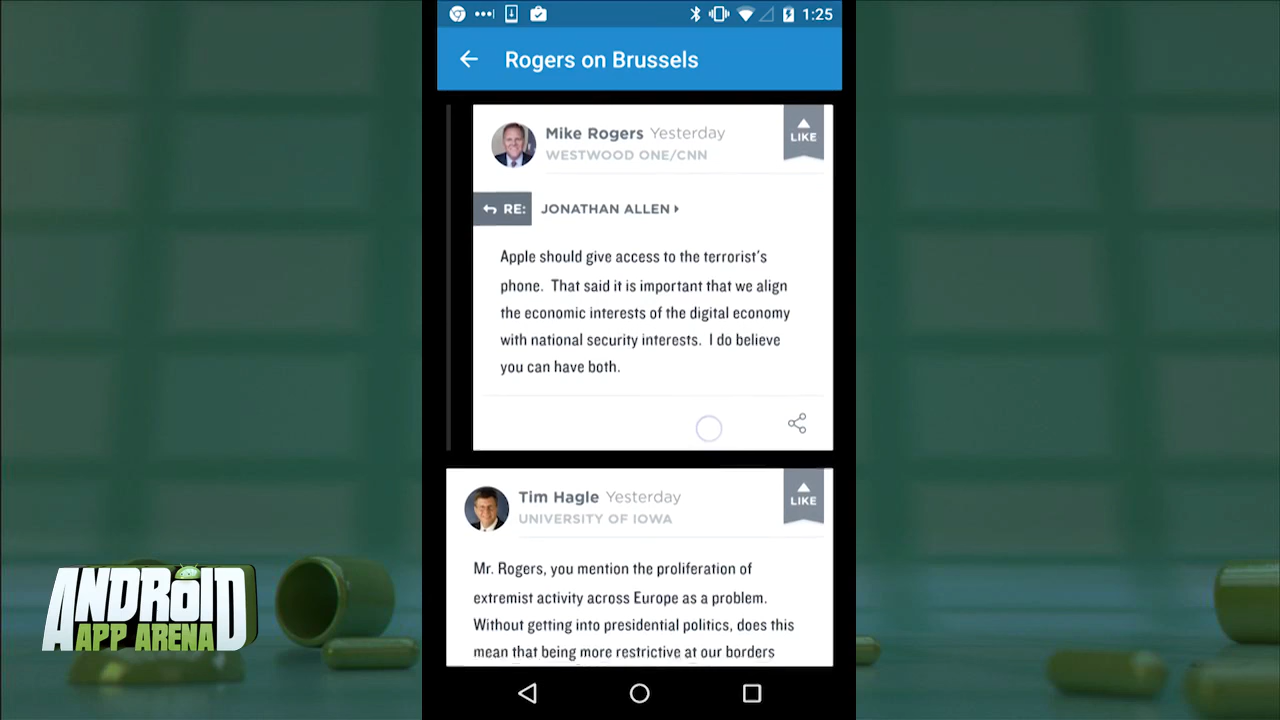 1:25
Rogers on Brussels
Mike Rogers Yesterday
WESTWOOD ONE/CNN
LIKE
RE: JONATHAN ALLEN
Apple should give access to the terrorist's
phone. That said it is important that we align
the economic interests of the digital economy
with national security interests. I do believe
you can have both.
Tim Hagle Yesterday
UNIVERSITY OF IOWA
LIKE
Mr. Rogers, you mention the proliferation of
extremist activity across Europe as a problem.
Without getting into presidential politics, does this
mean that being more restrictive at our borders
ANDROID
APP ARENA